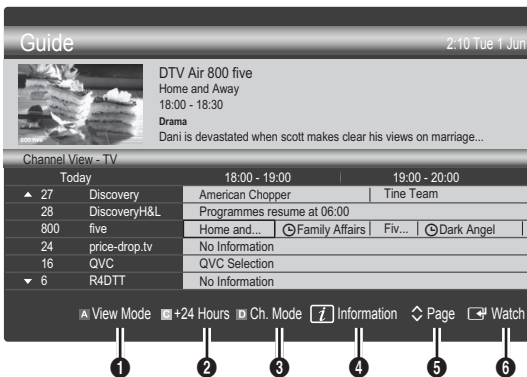 Guide 2:10 Tue 1 Jun
DTV Air 800 five
Home and Away
18:00 - 18:30
Drama
Dani is devastated when scott makes clear his views on marriage...
800 five
Channel View - TV
Today 18:00 - 19:00 19:00 - 20:00
▲ 27 Discovery American Chopper Tine Team
28 DiscoveryH&L Programmes resume at 06:00
800 five Home and... Family Affairs Fiv... Dark Angel
24 price-drop.tv No Information
16 QVC QVC Selection
▼ 6 R4DTT No Information
A View Mode C +24 Hours D Ch. Mode i Information Page Watch
1 2 3 4 5 6